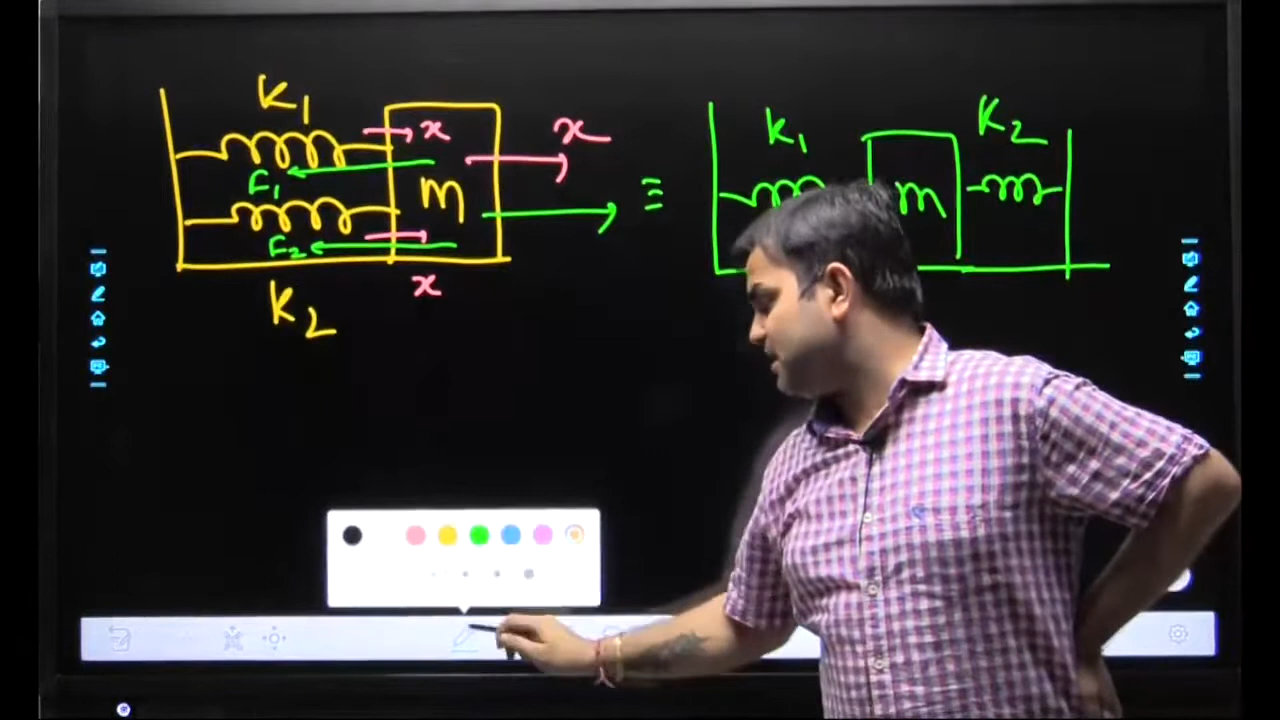 k₁
x
x
F₁
m
F₂
x
k₂
≡
k₁
k₂
m